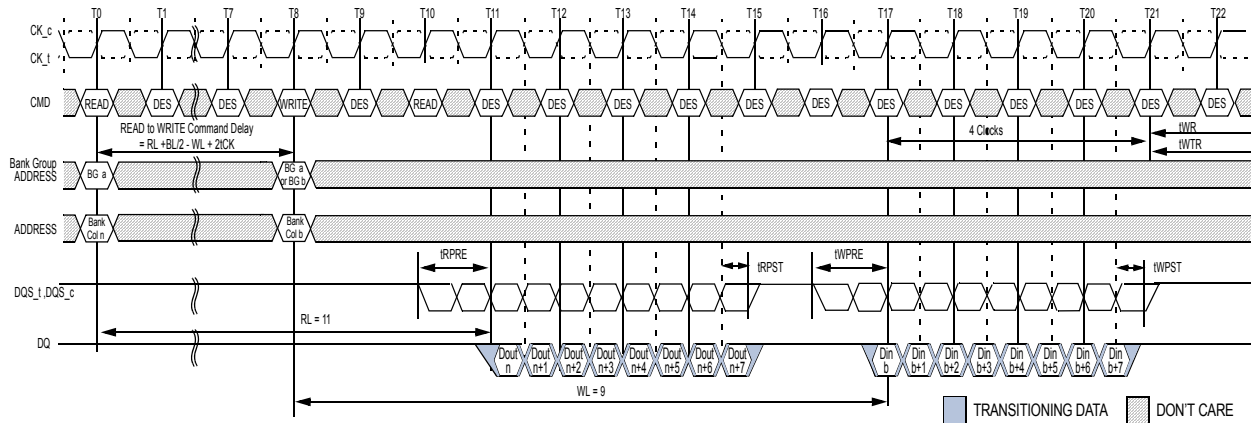 T0 T1 T7 T8 T9 T10 T11 T12 T13 T14 T15 T16 T17 T18 T19 T20 T21 T22
CK_c
CK_t
CMD READ DES DES WRITE DES READ DES DES DES DES DES DES DES DES DES DES DES DES
READ to WRITE Command Delay
= RL +BL/2 - WL + 2tCK
4 Clocks
tWR
tWTR
Bank Group
ADDRESS
BG a
BG a
or BG b
ADDRESS
Bank
Col n
Bank
Col b
tRPRE
tRPST
tWPRE
tWPST
DQS_t ,DQS_c
RL = 11
DQ
Dout
n
Dout
n+1
Dout
n+2
Dout
n+3
Dout
n+4
Dout
n+5
Dout
n+6
Dout
n+7
Din
b
Din
b+1
Din
b+2
Din
b+3
Din
b+4
Din
b+5
Din
b+6
Din
b+7
WL = 9
TRANSITIONING DATA
DON'T CARE